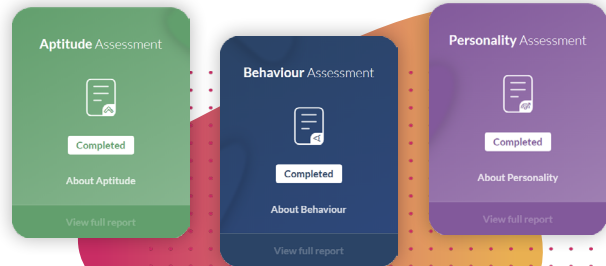 Aptitude Assessment
Completed
About Aptitude
View full report
Behaviour Assessment
Completed
About Behaviour
View full report
Personality Assessment
Completed
About Personality
View full report